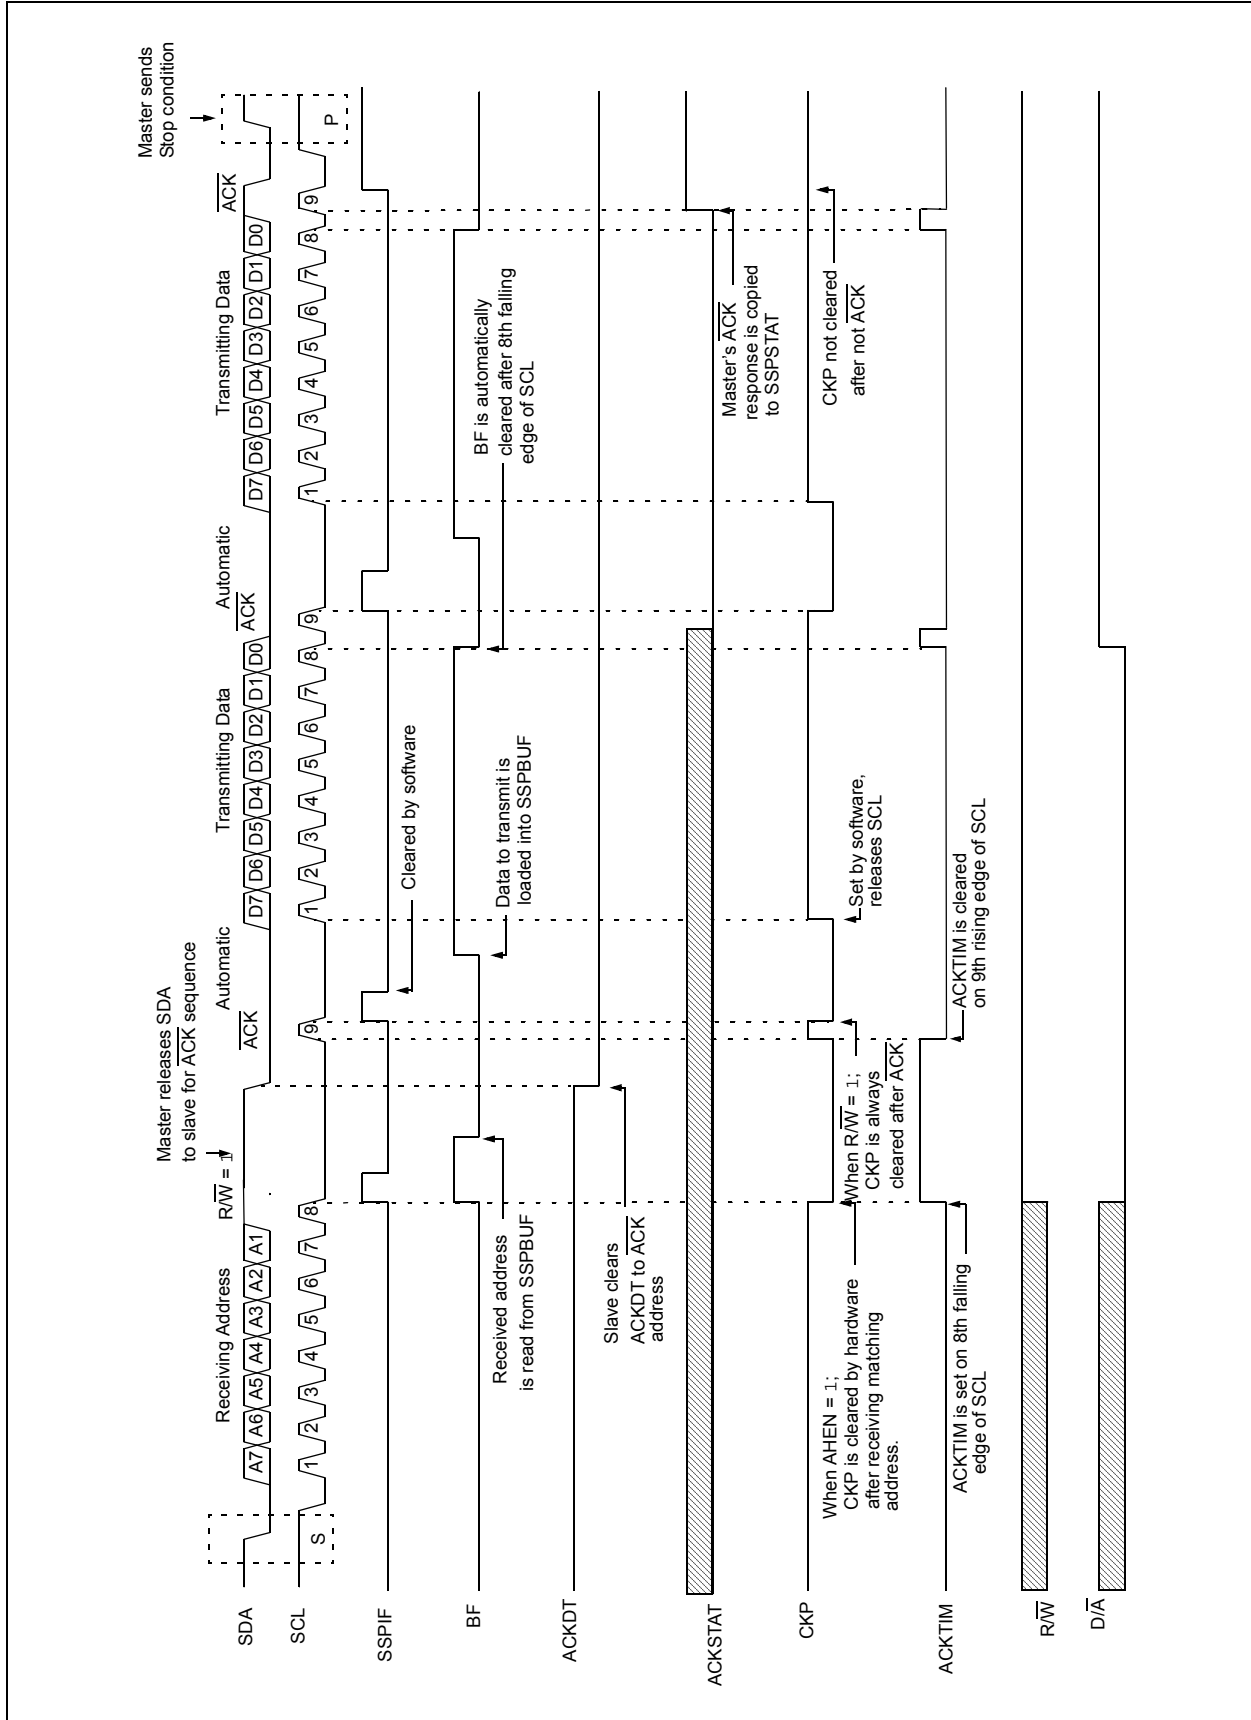 Master releases SDA
to slave for ACK sequence
Master sends
Stop condition
Receiving Address
R/W = 1
ACK
Automatic
Transmitting Data
Automatic
ACK
Transmitting Data
ACK
SDA
A7 A6 A5 A4 A3 A2 A1
D7 D6 D5 D4 D3 D2 D1 D0
D7 D6 D5 D4 D3 D2 D1 D0
SCL
S
1 2 3 4 5 6 7 8 9
1 2 3 4 5 6 7 8 9
1 2 3 4 5 6 7 8 9
P
SSPIF
Cleared by software
BF
Received address
is read from SSPBUF
Data to transmit is
loaded into SSPBUF
BF is automatically
cleared after 8th falling
edge of SCL
ACKDT
Slave clears
ACKDT to ACK
address
ACKSTAT
Master's ACK
response is copied
to SSPSTAT
CKP
When AHEN = 1;
CKP is cleared by hardware
after receiving matching
address.
When R/W = 1;
CKP is always
cleared after ACK
Set by software,
releases SCL
CKP not cleared
after not ACK
ACKTIM
ACKTIM is set on 8th falling
edge of SCL
ACKTIM is cleared
on 9th rising edge of SCL
R/W
D/A